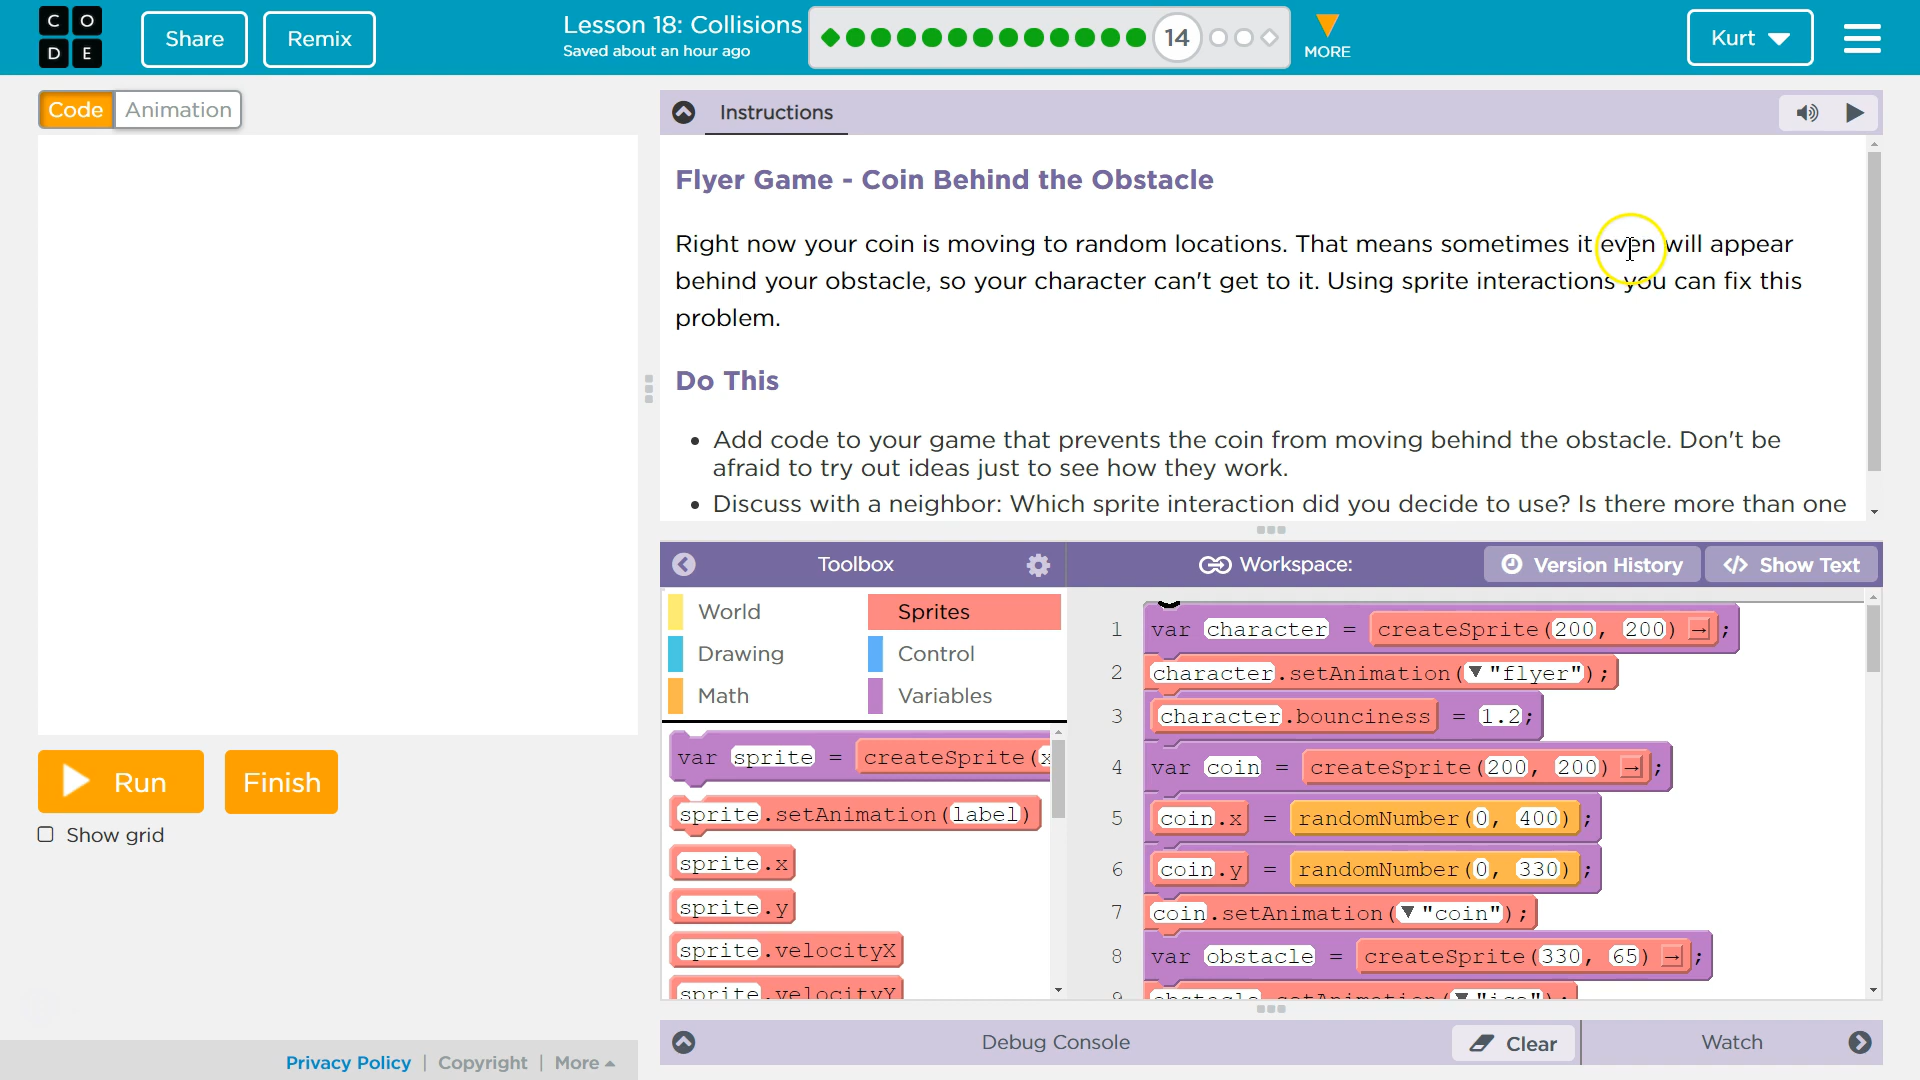 C O
D E
Share
Remix
Lesson 18: Collisions
Saved about an hour ago
14
MORE
Kurt
Code
Animation
Instructions
Flyer Game - Coin Behind the Obstacle
Right now your coin is moving to random locations. That means sometimes it even will appear
behind your obstacle, so your character can't get to it. Using sprite interactions you can fix this
problem.
Do This
• Add code to your game that prevents the coin from moving behind the obstacle. Don't be
afraid to try out ideas just to see how they work.
• Discuss with a neighbor: Which sprite interaction did you decide to use? Is there more than one
Run
Finish
Show grid
Toolbox
World
Sprites
Drawing
Control
Math
Variables
var sprite = createSprite(x
sprite.setAnimation(label)
sprite.x
sprite.y
sprite.velocityX
sprite.velocityY
Workspace:
Version History
</> Show Text
1 var character = createSprite(200, 200) → ;
2 character.setAnimation(▼ "flyer");
3 character.bounciness = 1.2;
4 var coin = createSprite(200, 200) → ;
5 coin.x = randomNumber(0, 400);
6 coin.y = randomNumber(0, 330);
7 coin.setAnimation(▼ "coin");
8 var obstacle = createSprite(330, 65) → ;
9 obstacle.setAnimation(▼ "ice");
Debug Console
Clear
Watch
Privacy Policy | Copyright | More